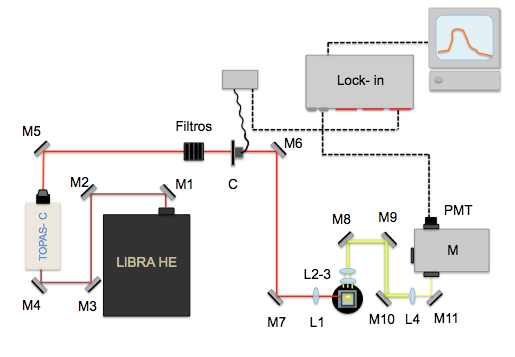 Lock- in
M5
Filtros
M6
M2
M1
C
TOPAS- C
LIBRA HE
M4
M3
M8
M9
PMT
M
L2-3
M7
L1
M10
L4
M11